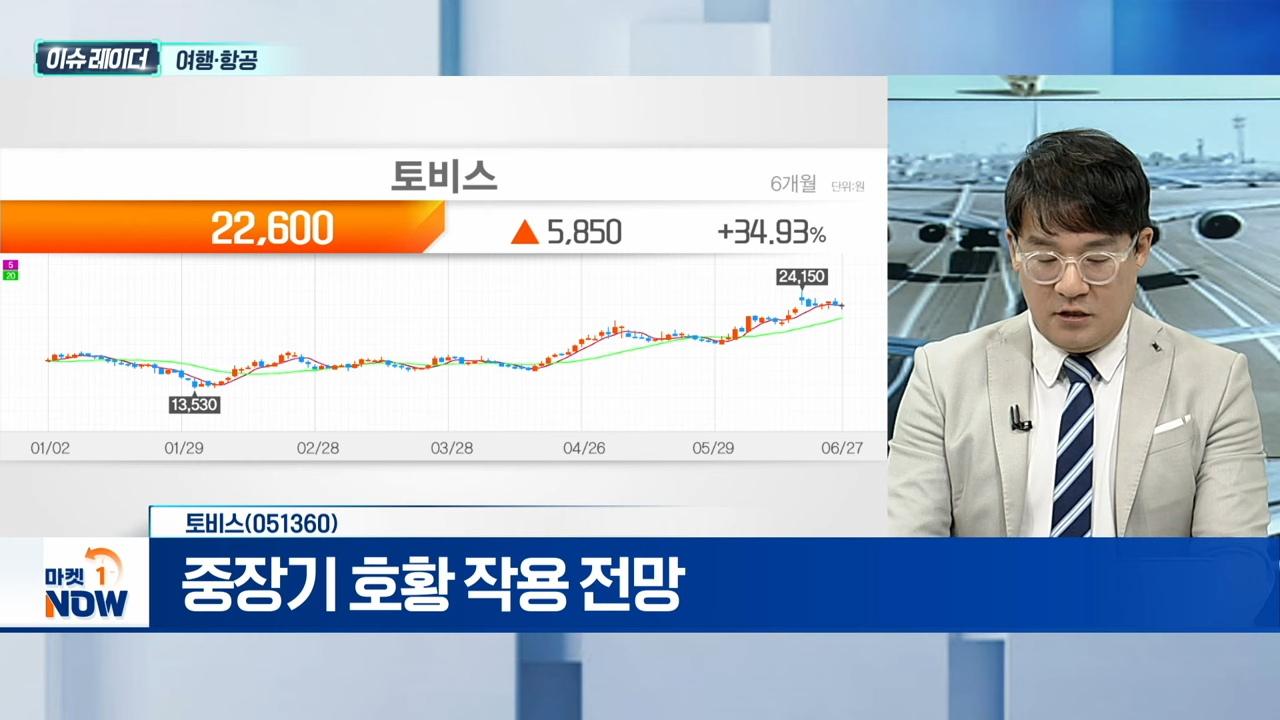 이슈 레이더 여행·항공
토비스
6개월 단위:원
22,600 ▲ 5,850 +34.93%
5
20
24,150
13,530
01/02 01/29 02/28 03/28 04/26 05/29 06/27
토비스(051360)
마켓 1
NOW
중장기 호황 작용 전망